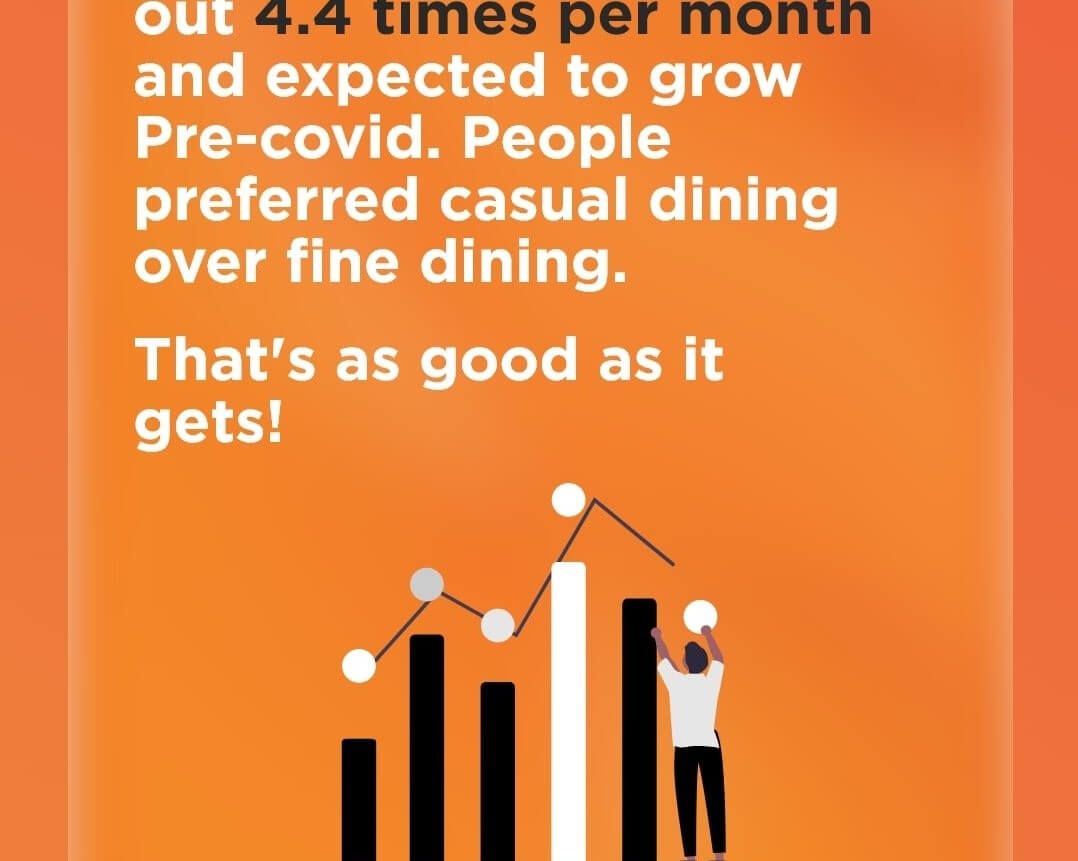 out 4.4 times per month
and expected to grow
Pre-covid. People
preferred casual dining
over fine dining.
That's as good as it
gets!